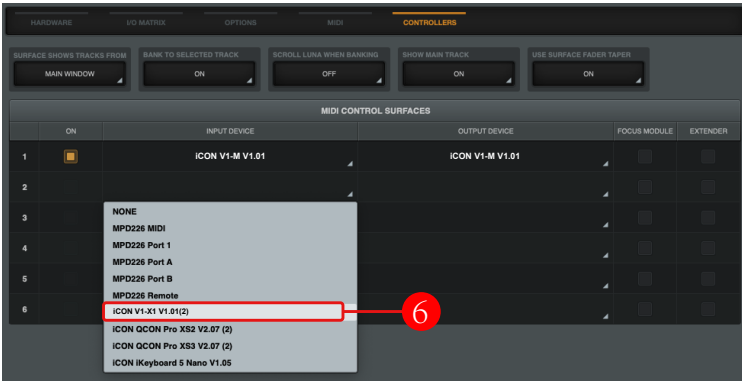 HARDWARE I/O MATRIX OPTIONS MIDI CONTROLLERS
SURFACE SHOWS TRACKS FROM BANK TO SELECTED TRACK SCROLL LUNA WHEN BANKING SHOW MAIN TRACK USE SURFACE FADER TAPER
MAIN WINDOW ON OFF ON ON
MIDI CONTROL SURFACES
ON INPUT DEVICE OUTPUT DEVICE FOCUS MODULE EXTENDER
1 iCON V1-M V1.01 iCON V1-M V1.01
2
3
4
5
6
NONE
MPD226 MIDI
MPD226 Port 1
MPD226 Port A
MPD226 Port B
MPD226 Remote
iCON V1-X1 V1.01(2) 6
iCON QCON Pro XS2 V2.07 (2)
iCON QCON Pro XS3 V2.07 (2)
iCON iKeyboard 5 Nano V1.05